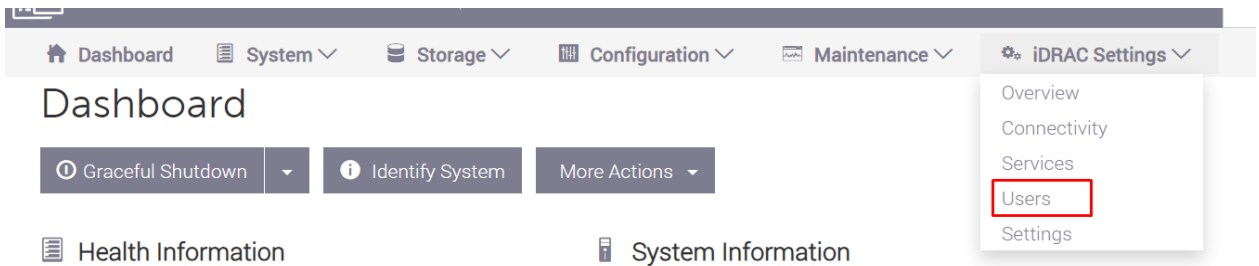 Dashboard System Storage Configuration Maintenance iDRAC Settings
Dashboard
Overview
Connectivity
Graceful Shutdown Identify System More Actions
Services
Users
Settings
Health Information System Information